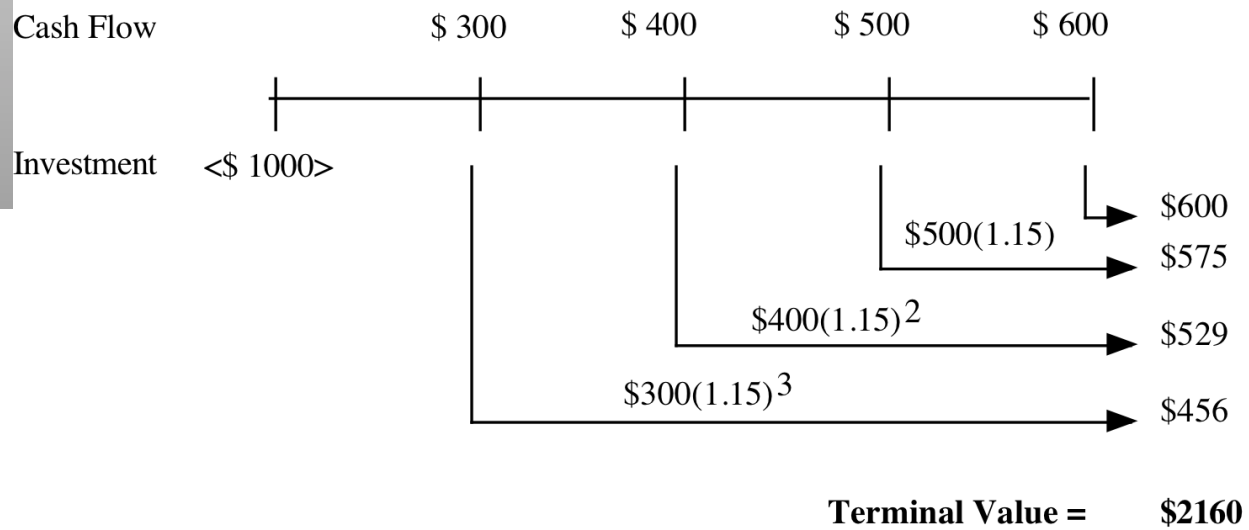 Cash Flow $ 300 $ 400 $ 500 $ 600
Investment <$ 1000>
$600
$500(1.15)
$575
$400(1.15)2
$529
$300(1.15)3
$456
Terminal Value = $2160